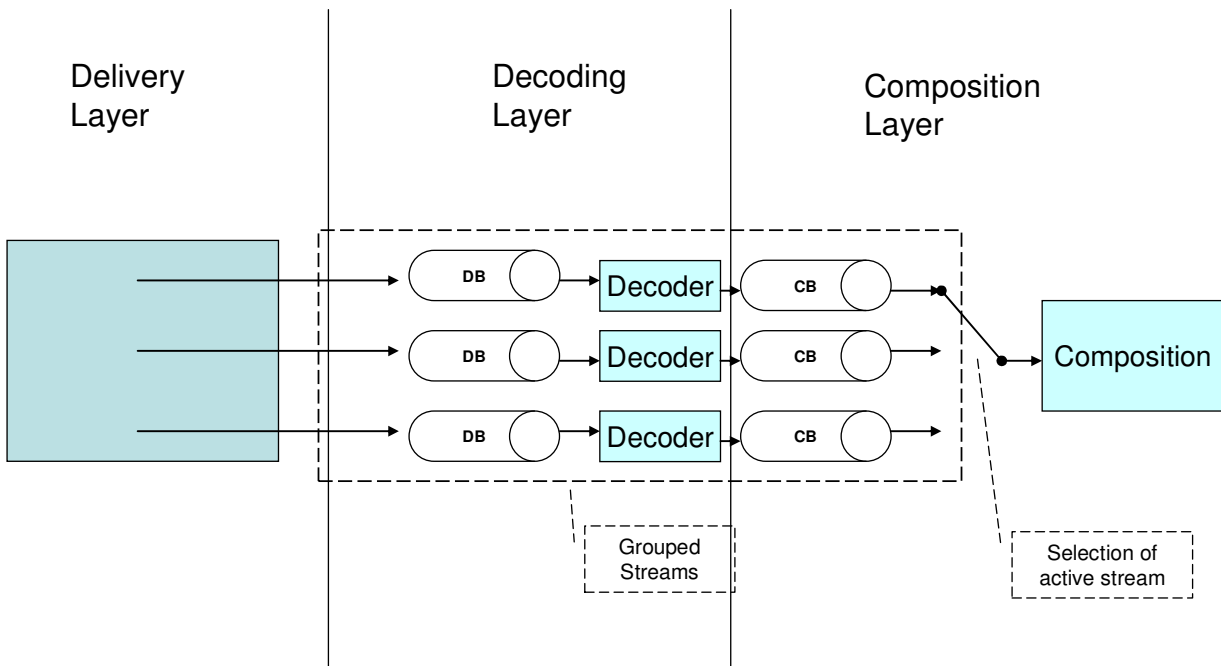 Delivery
Layer
Decoding
Layer
Composition
Layer
DB
Decoder
CB
DB
Decoder
CB
Composition
DB
Decoder
CB
Grouped
Streams
Selection of
active stream